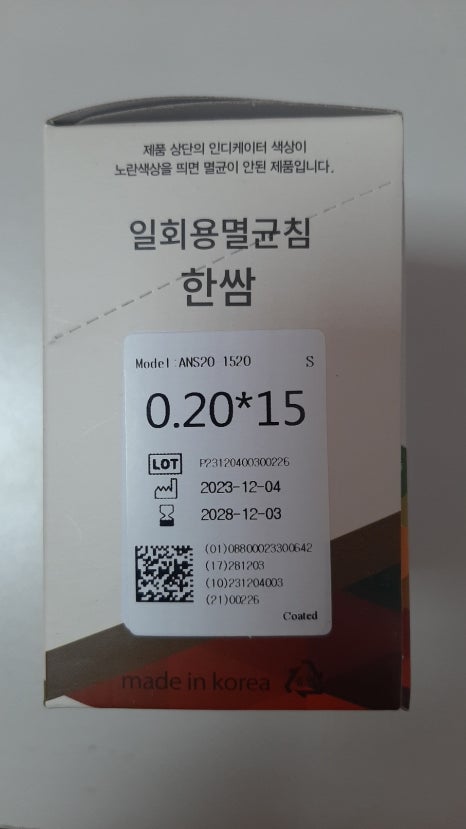 제품 상단의 인디케이터 색상이
노란색상을 띄면 멸균이 안된 제품입니다.
일회용멸균침
한쌈
Model:ANS20 1520 S
0.20*15
LOT P23120400300226
2023-12-04
2028-12-03
(01)08800023300642
(17)281203
(10)231204003
(21)00226
Coated
made in korea